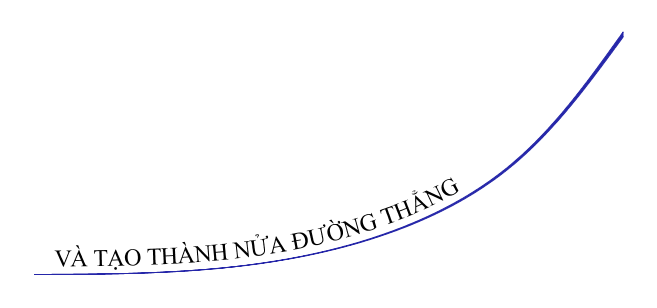 VÀ TẠO THÀNH NỬA ĐƯỜNG THẲNG